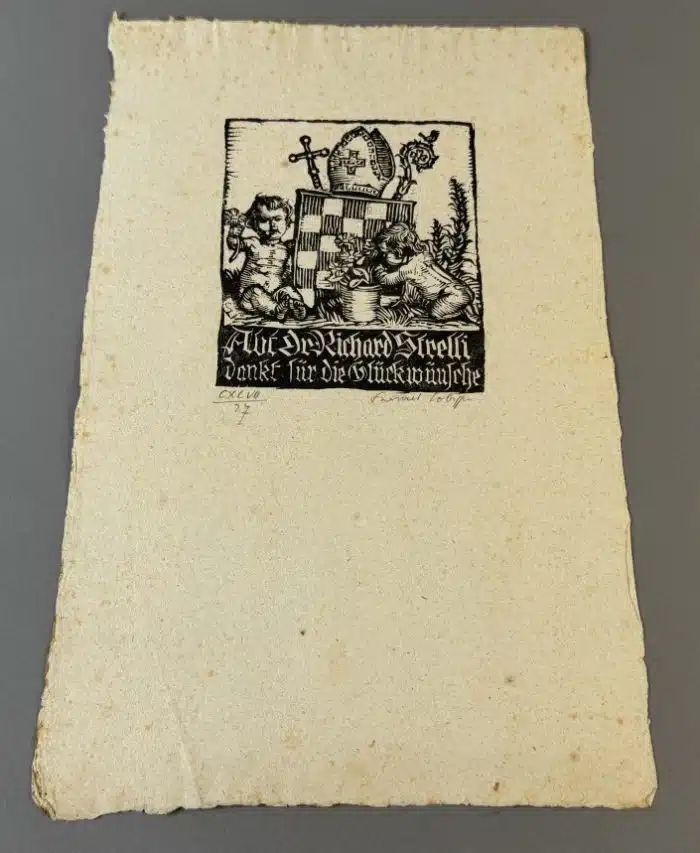 Abt Dr Richard Strelli
dankt für die Glückwünsche
CXCVII
27